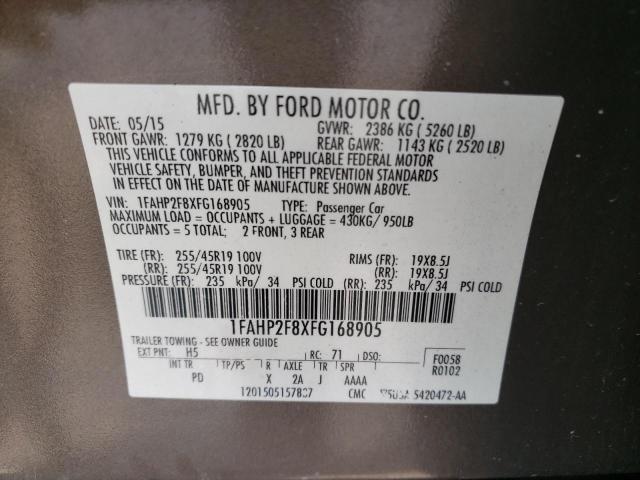 MFD. BY FORD MOTOR CO.
DATE: 05/15 GVWR: 2386 KG ( 5260 LB)
FRONT GAWR: 1279 KG ( 2820 LB) REAR GAWR: 1143 KG ( 2520 LB)
THIS VEHICLE CONFORMS TO ALL APPLICABLE FEDERAL MOTOR
VEHICLE SAFETY, BUMPER, AND THEFT PREVENTION STANDARDS
IN EFFECT ON THE DATE OF MANUFACTURE SHOWN ABOVE.
VIN: 1FAHP2F8XFG168905 TYPE: Passenger Car
MAXIMUM LOAD = OCCUPANTS + LUGGAGE = 430KG/ 950LB
OCCUPANTS = 5 TOTAL; 2 FRONT, 3 REAR
TIRE (FR): 255/45R19 100V RIMS (FR): 19X8.5J
(RR): 255/45R19 100V (RR): 19X8.5J
PRESSURE (FR): 235 kPa/ 34 PSI COLD (RR): 235 kPa/ 34 PSI COLD
1FAHP2F8XFG168905
TRAILER TOWING - SEE OWNER GUIDE
EXT PNT: H5 RC: 71 DSO: F0058
INT TR TP/PS R AXLE TR SPR R0102
PD X 2A J AAAA
1201505157807 CMC 5420472-AA